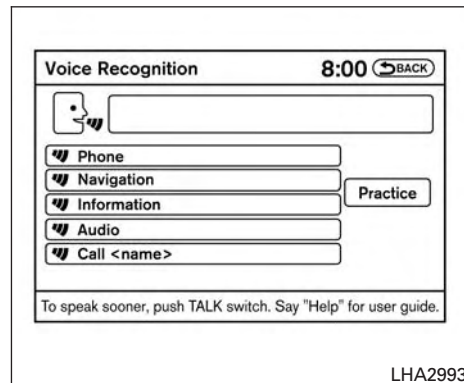 Voice Recognition 8:00 BACK
Phone
Navigation
Information
Practice
Audio
Call <name>
To speak sooner, push TALK switch. Say "Help" for user guide.
LHA2993